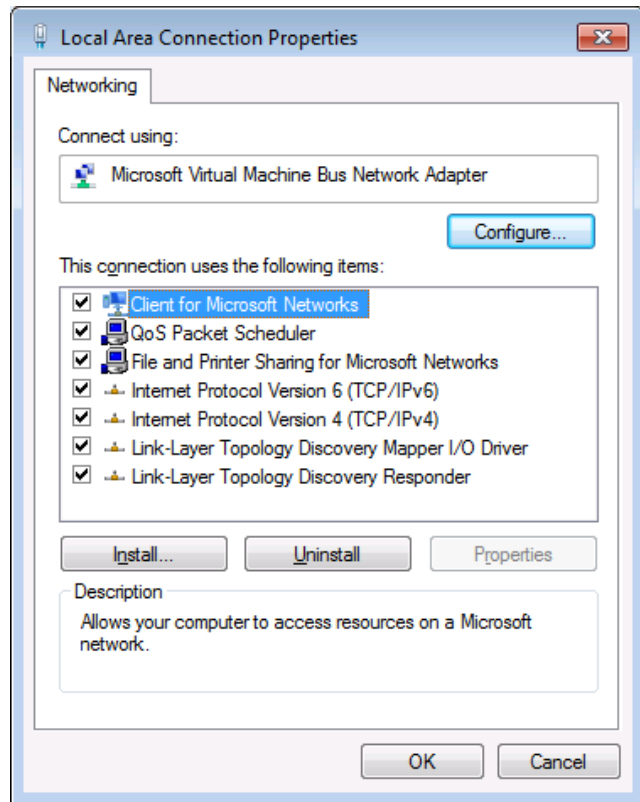 Local Area Connection Properties
Networking
Connect using:
Microsoft Virtual Machine Bus Network Adapter
Configure...
This connection uses the following items:
Client for Microsoft Networks
QoS Packet Scheduler
File and Printer Sharing for Microsoft Networks
Internet Protocol Version 6 (TCP/IPv6)
Internet Protocol Version 4 (TCP/IPv4)
Link-Layer Topology Discovery Mapper I/O Driver
Link-Layer Topology Discovery Responder
Install... Uninstall Properties
Description
Allows your computer to access resources on a Microsoft
network.
OK Cancel